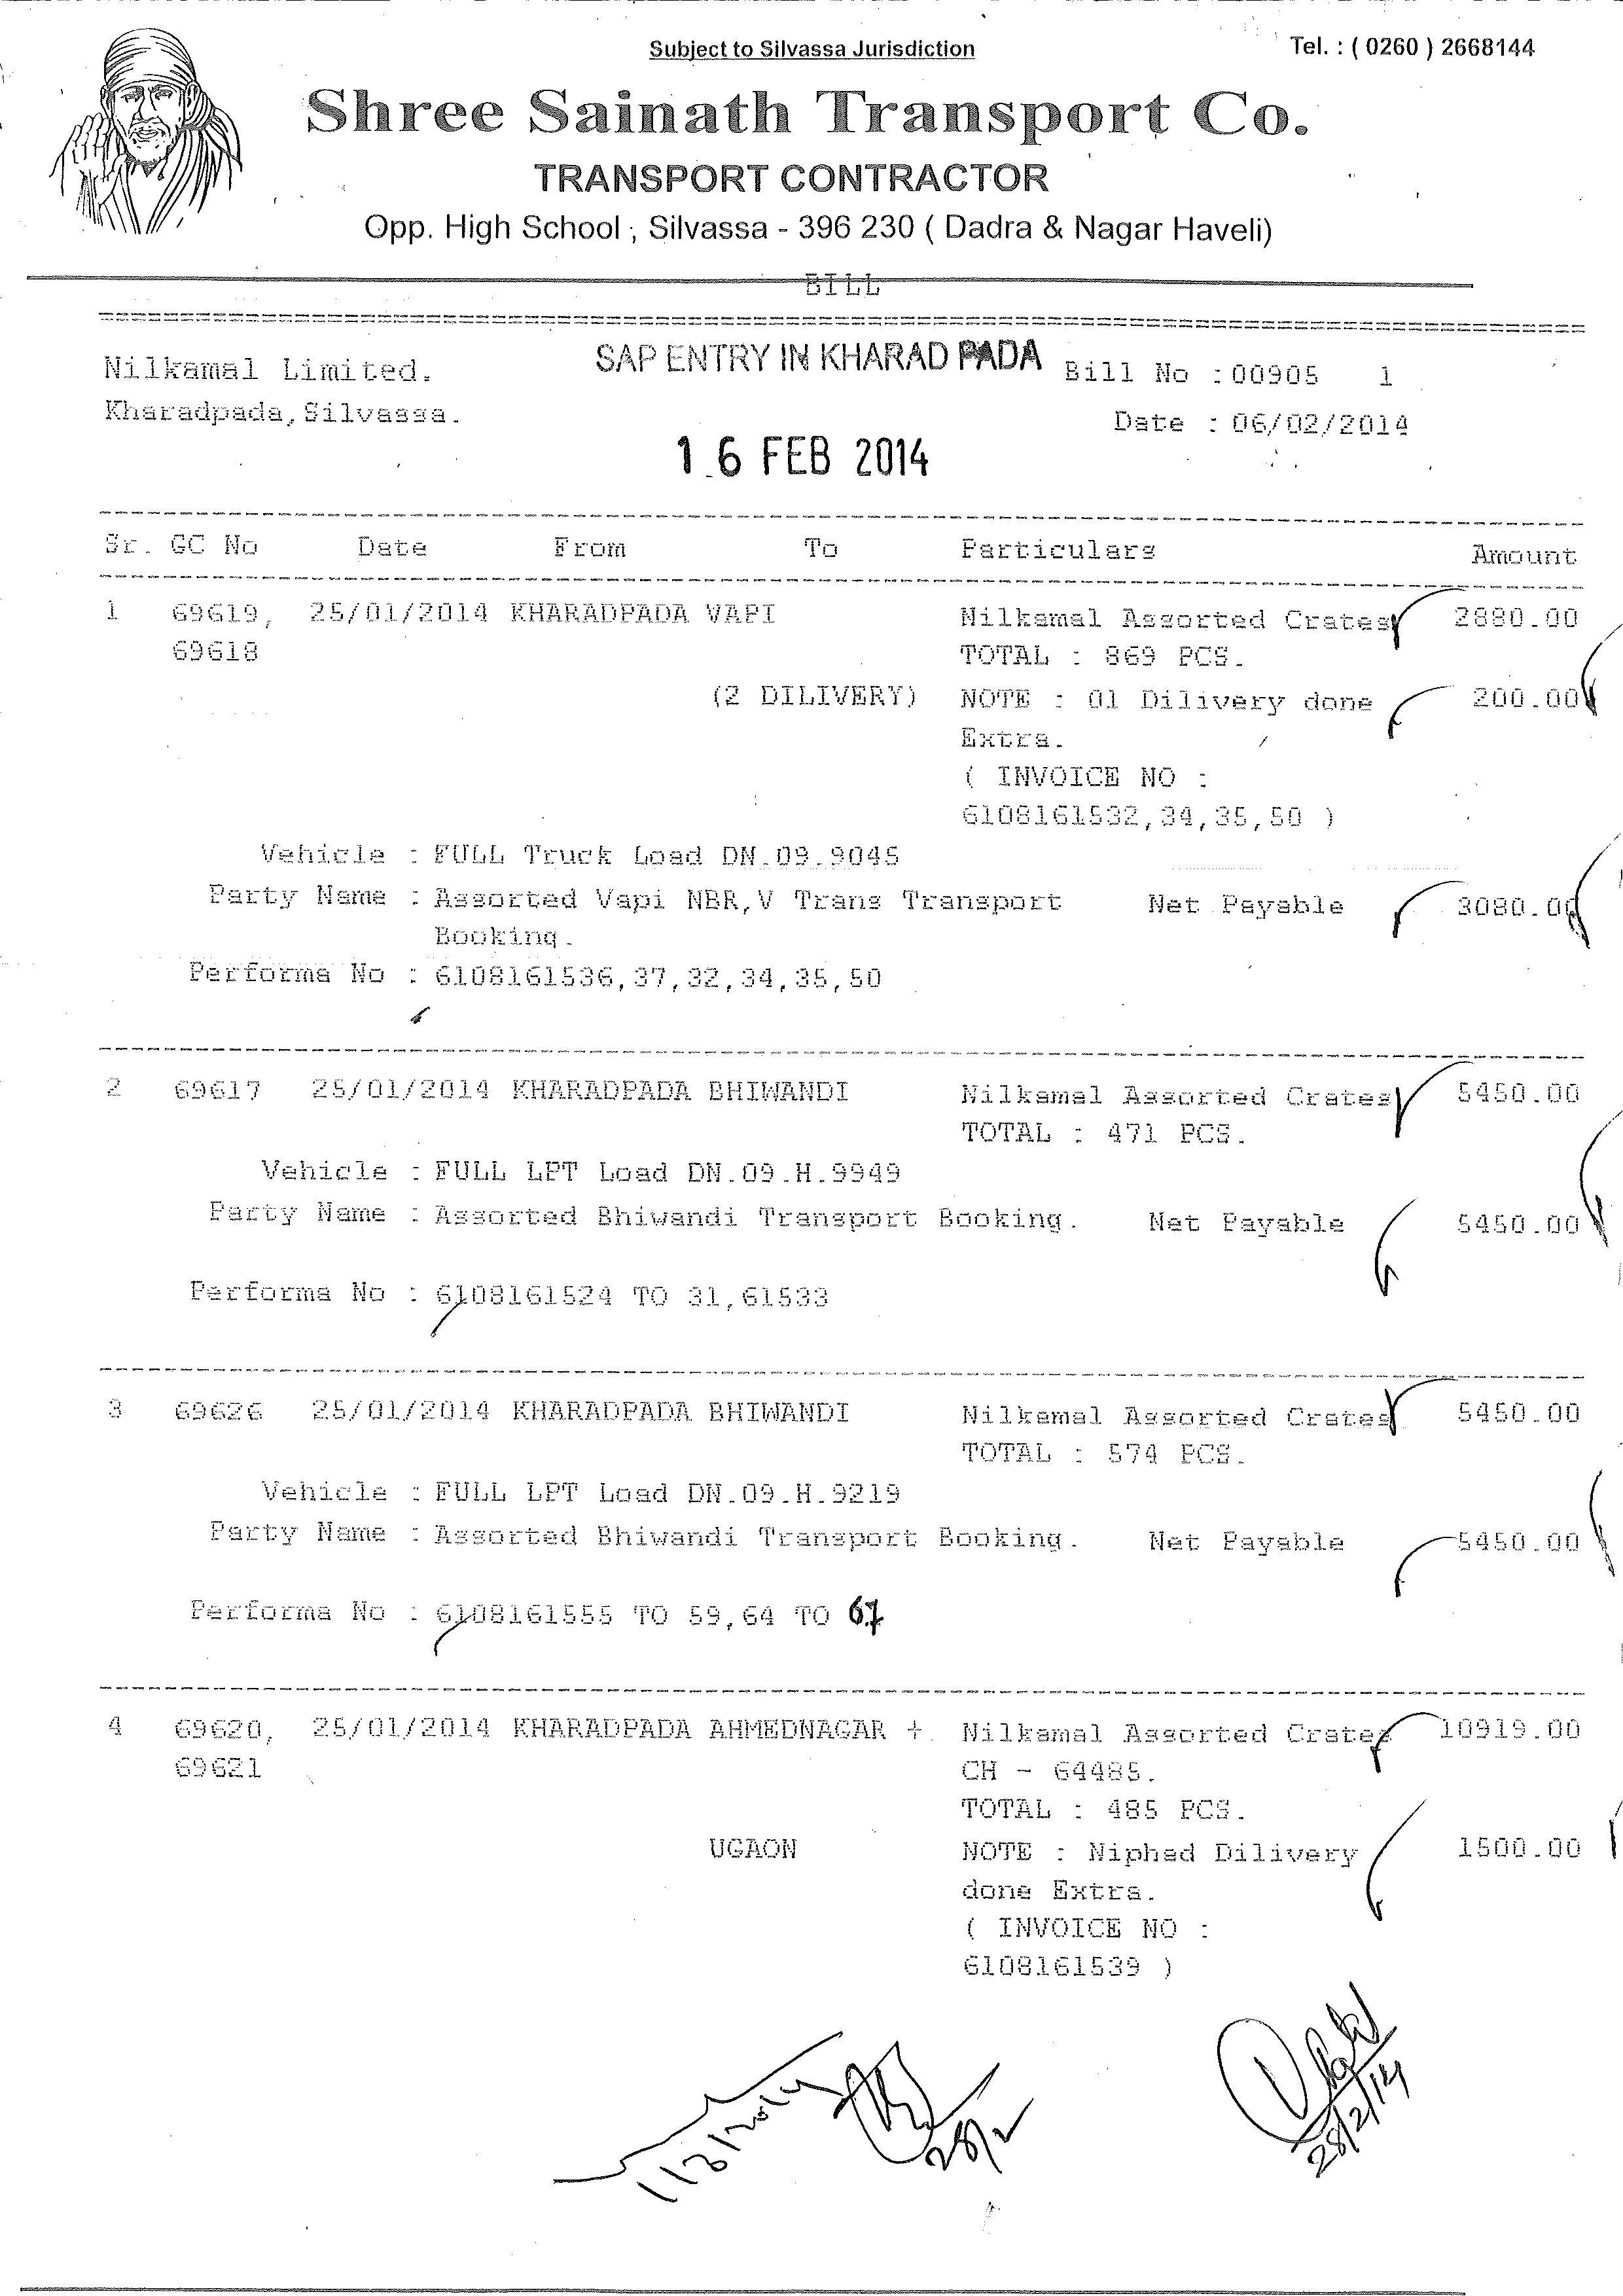 Subject to Silvassa Jurisdiction
Tel. : ( 0260 ) 2668144
Shree Sainath Transport Co.
TRANSPORT CONTRACTOR
Opp. High School , Silvassa - 396 230 ( Dadra & Nagar Haveli)
BILL
Nilkamal Limited. SAP ENTRY IN KHARAD PADA Bill No :00905 1
Kharadpada,Silvassa. Date : 06/02/2014
16 FEB 2014
Sr. GC No Date From To Particulars Amount
1 69619, 25/01/2014 KHARADPADA VAPI Nilkamal Assorted Crates 2880.00
69618 TOTAL : 869 PCS.
(2 DILIVERY) NOTE : 01 Dilivery done 200.00
Extra.
( INVOICE NO :
6108161532,34,35,50 )
Vehicle : FULL Truck Load DN.09.9045
Party Name : Assorted Vapi NBR,V Trans Transport Net Payable 3080.00
Booking.
Performa No : 6108161536,37,32,34,35,50
2 69617 25/01/2014 KHARADPADA BHIWANDI Nilkamal Assorted Crates 5450.00
TOTAL : 471 PCS.
Vehicle : FULL LPT Load DN.09.H.9949
Party Name : Assorted Bhiwandi Transport Booking. Net Payable 5450.00
Performa No : 6108161524 TO 31,61533
3 69626 25/01/2014 KHARADPADA BHIWANDI Nilkamal Assorted Crates 5450.00
TOTAL : 574 PCS.
Vehicle : FULL LPT Load DN.09.H.9219
Party Name : Assorted Bhiwandi Transport Booking. Net Payable 5450.00
Performa No : 6108161555 TO 59,64 TO 67
4 69620, 25/01/2014 KHARADPADA AHMEDNAGAR + Nilkamal Assorted Crates 10919.00
69621 CH - 64485.
TOTAL : 485 PCS.
UGAON NOTE : Niphad Dilivery 1500.00
done Extra.
( INVOICE NO :
6108161539 )
28/2
28/2/14